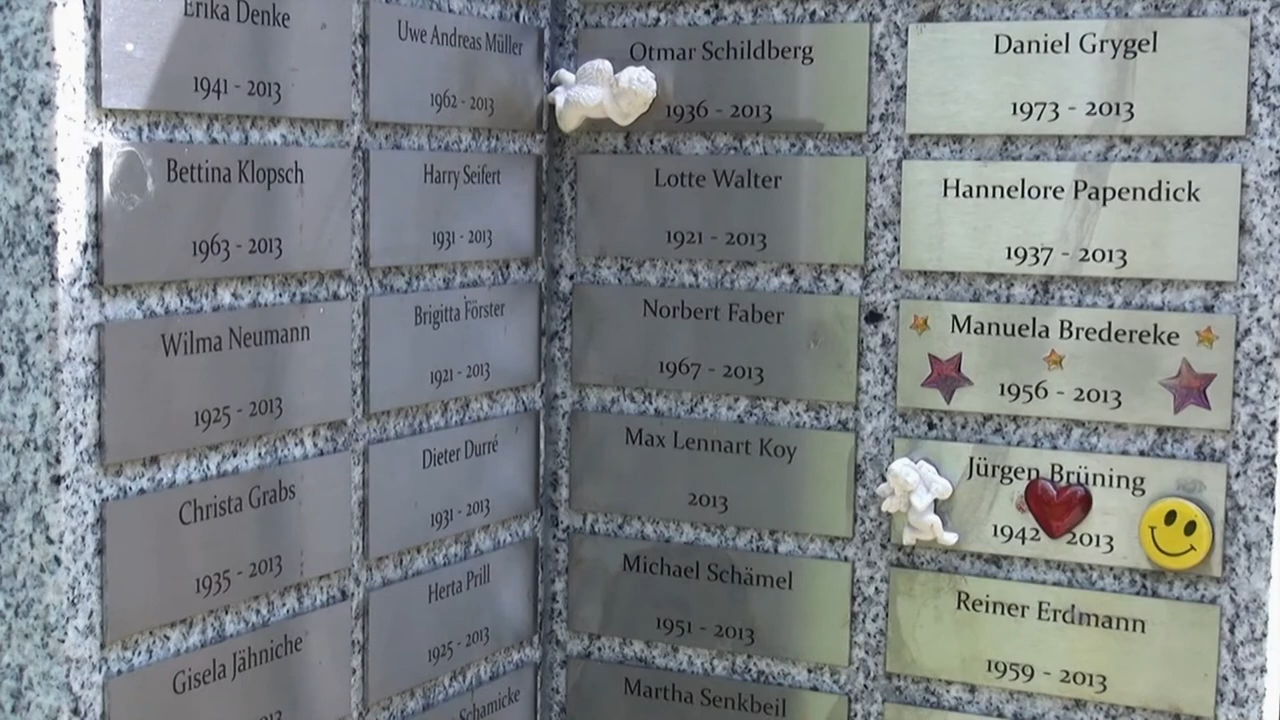 Erika Denke
1941 - 2013
Bettina Klopsch
1963 - 2013
Wilma Neumann
1925 - 2013
Christa Grabs
1935 - 2013
Gisela Jähniche
Uwe Andreas Müller
1962 - 2013
Harry Seifert
1931 - 2013
Brigitta Förster
1921 - 2013
Dieter Durré
1931 - 2013
Herta Prill
1925 - 2013
Schamicke
Otmar Schildberg
1936 - 2013
Lotte Walter
1921 - 2013
Norbert Faber
1967 - 2013
Max Lennart Koy
2013
Michael Schämel
1951 - 2013
Martha Senkbeil
Daniel Grygel
1973 - 2013
Hannelore Papendick
1937 - 2013
Manuela Bredereke
1956 - 2013
Jürgen Brüning
1942 2013
Reiner Erdmann
1959 - 2013